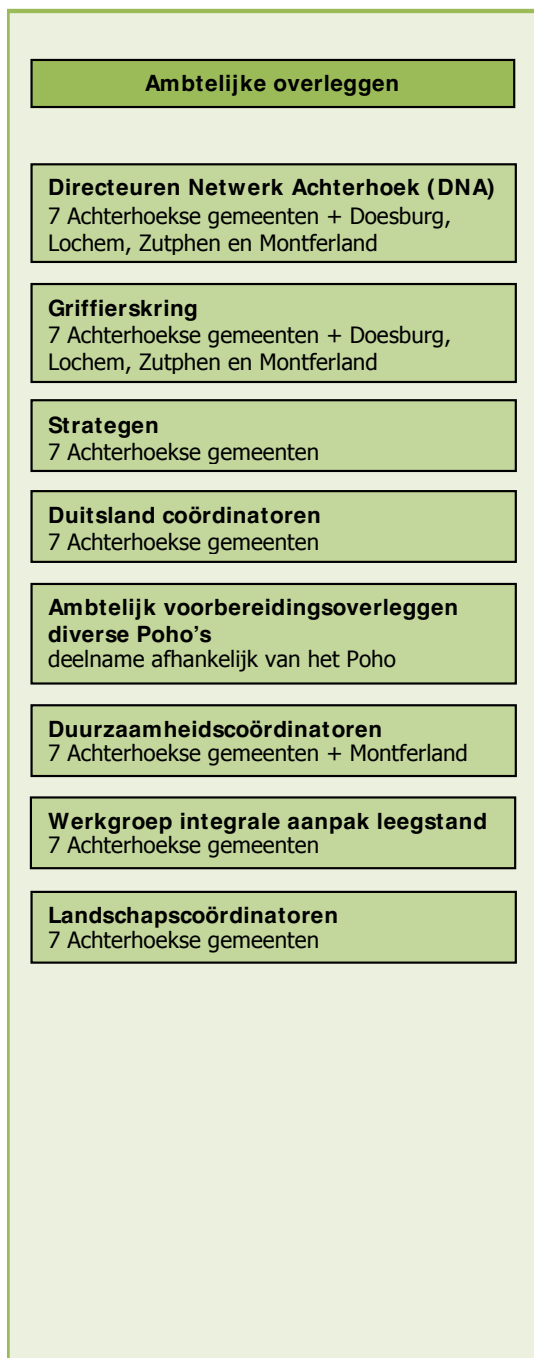 Ambtelijke overleggen
Directeuren Netwerk Achterhoek (DNA)
7 Achterhoekse gemeenten + Doesburg,
Lochem, Zutphen en Montferland
Griffierskring
7 Achterhoekse gemeenten + Doesburg,
Lochem, Zutphen en Montferland
Strategen
7 Achterhoekse gemeenten
Duitsland coördinatoren
7 Achterhoekse gemeenten
Ambtelijk voorbereidingsoverleggen
diverse Poho’s
deelname afhankelijk van het Poho
Duurzaamheidscoördinatoren
7 Achterhoekse gemeenten + Montferland
Werkgroep integrale aanpak leegstand
7 Achterhoekse gemeenten
Landschapscoördinatoren
7 Achterhoekse gemeenten